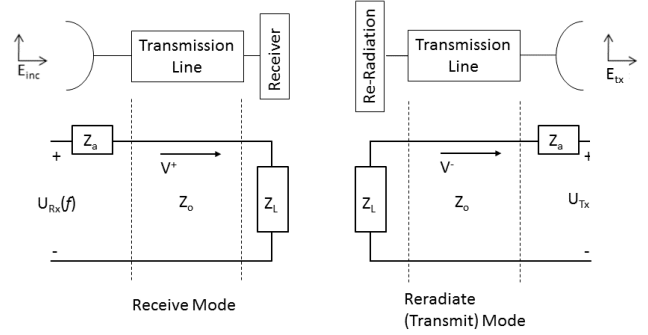 E_inc
Transmission
Line
Receiver
Re-Radiation
Transmission
Line
E_tx
Z_a
+
V⁺
U_Rx(f)
Z_o
Z_L
-
Receive Mode
Z_a
+
V⁻
Z_L
Z_o
U_Tx
-
Reradiate
(Transmit) Mode